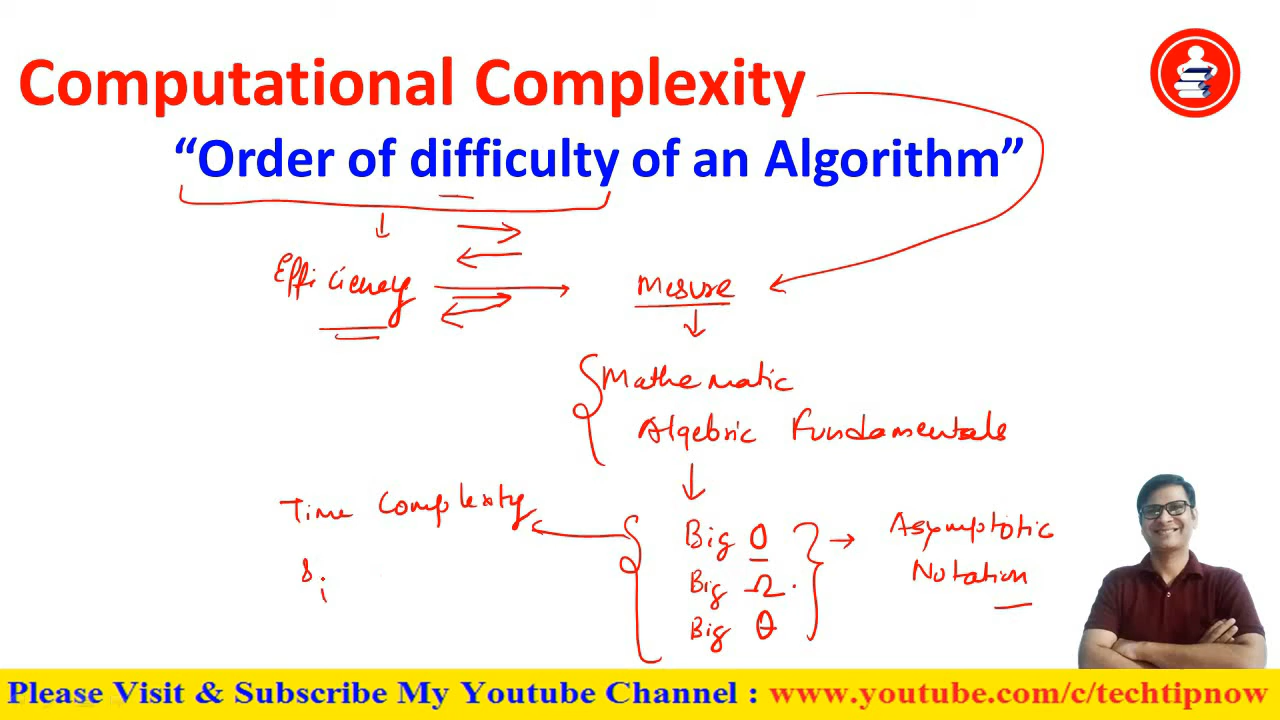 Computational Complexity
“Order of difficulty of an Algorithm”
Efficiency
Mesure
Mathematic
Algebric Fundamentals
Time Complexity
Big O
Big Ω
Big θ
Asymptotic
Notation
Please Visit & Subscribe My Youtube Channel : www.youtube.com/c/techtipnow